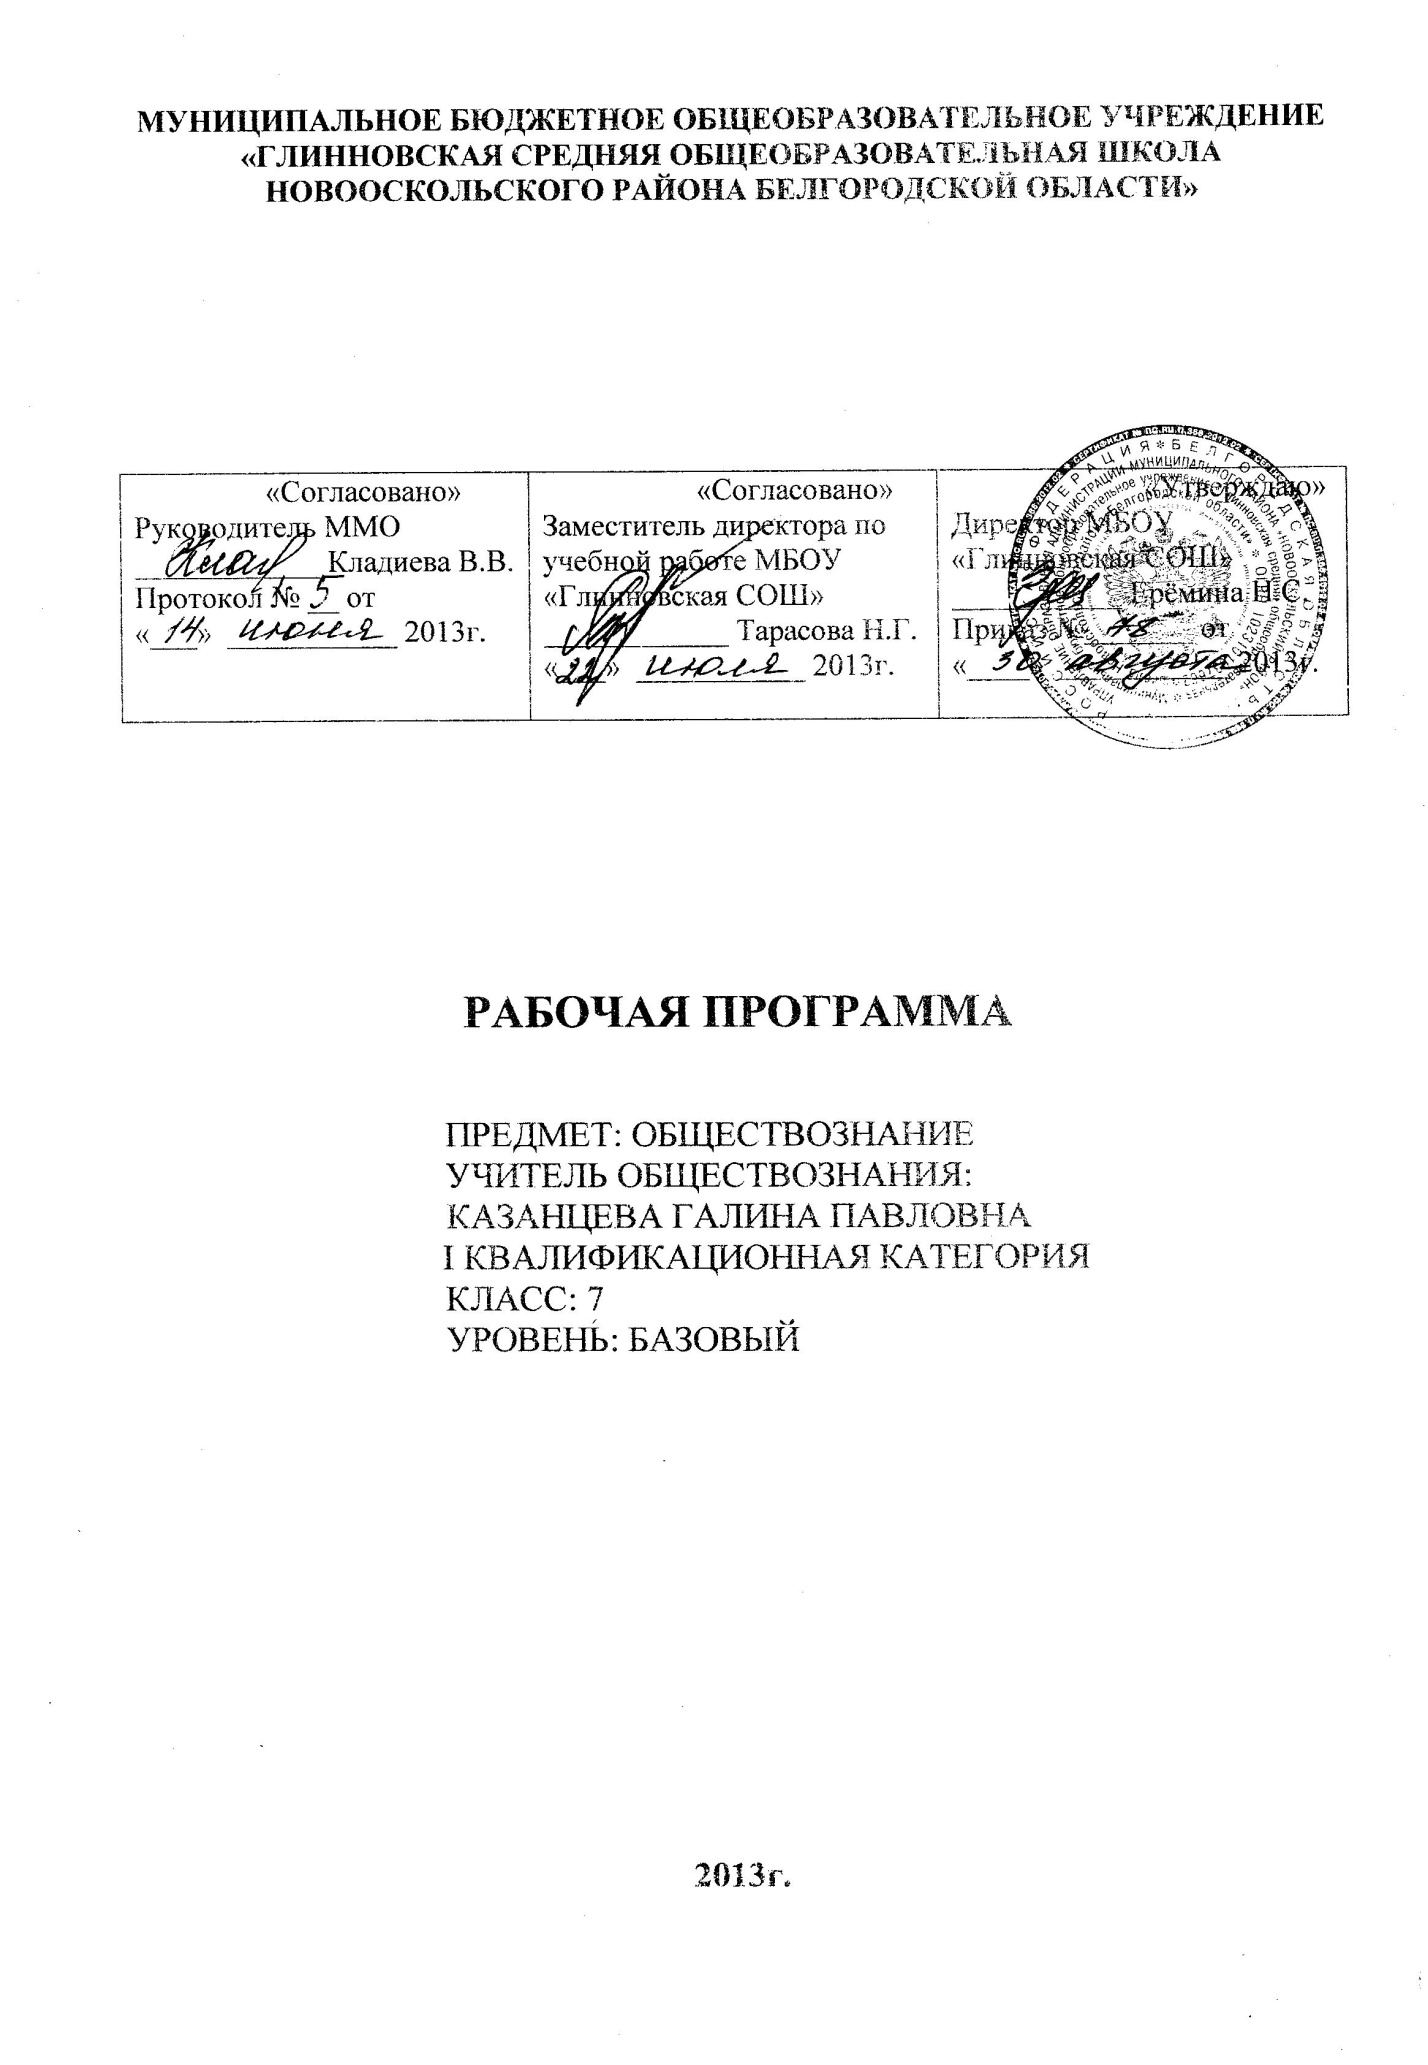 МУНИЦИПАЛЬНОЕ БЮДЖЕТНОЕ ОБЩЕОБРАЗОВАТЕЛЬНОЕ УЧРЕЖДЕНИЕ
«ГЛИННОВСКАЯ СРЕДНЯЯ ОБЩЕОБРАЗОВАТЕЛЬНАЯ ШКОЛА
НОВООСКОЛЬСКОГО РАЙОНА БЕЛГОРОДСКОЙ ОБЛАСТИ»
«Согласовано»
Руководитель ММО
Кладиева В.В.
Протокол № 5 от
«14» июня 2013г.
«Согласовано»
Заместитель директора по
учебной работе МБОУ
«Глинновская СОШ»
Тарасова Н.Г.
«22» июля 2013г.
«Утверждаю»
Директор МБОУ
«Глинновская СОШ»
Ерёмина Н.С.
Приказ № 78 от
«30 августа 2013г.
РАБОЧАЯ ПРОГРАММА
ПРЕДМЕТ: ОБЩЕСТВОЗНАНИЕ
УЧИТЕЛЬ ОБЩЕСТВОЗНАНИЯ:
КАЗАНЦЕВА ГАЛИНА ПАВЛОВНА
I КВАЛИФИКАЦИОННАЯ КАТЕГОРИЯ
КЛАСС: 7
УРОВЕНЬ: БАЗОВЫЙ
2013г.